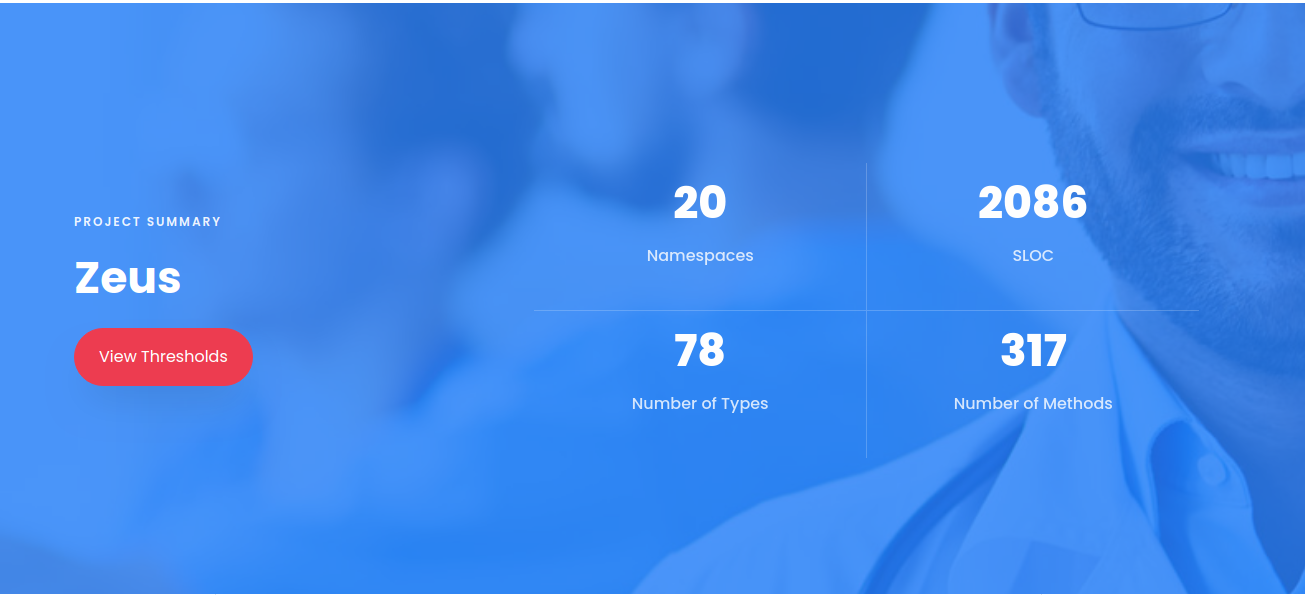 PROJECT SUMMARY
Zeus
View Thresholds
20
Namespaces
2086
SLOC
78
Number of Types
317
Number of Methods